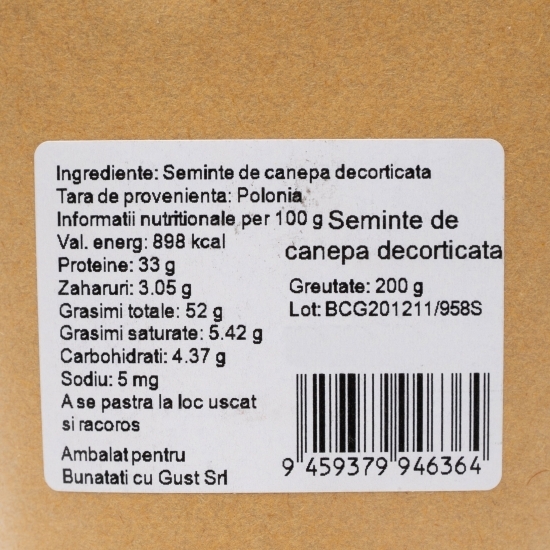 Ingrediente: Seminte de canepa decorticata
Tara de provenienta: Polonia
Informatii nutritionale per 100 g
Val. energ: 898 kcal
Proteine: 33 g
Zaharuri: 3.05 g
Grasimi totale: 52 g
Grasimi saturate: 5.42 g
Carbohidrati: 4.37 g
Sodiu: 5 mg
A se pastra la loc uscat
si racoros
Ambalat pentru
Bunatati cu Gust Srl
Seminte de
canepa decorticata
Greutate: 200 g
Lot: BCG201211/958S
9 459379 946364